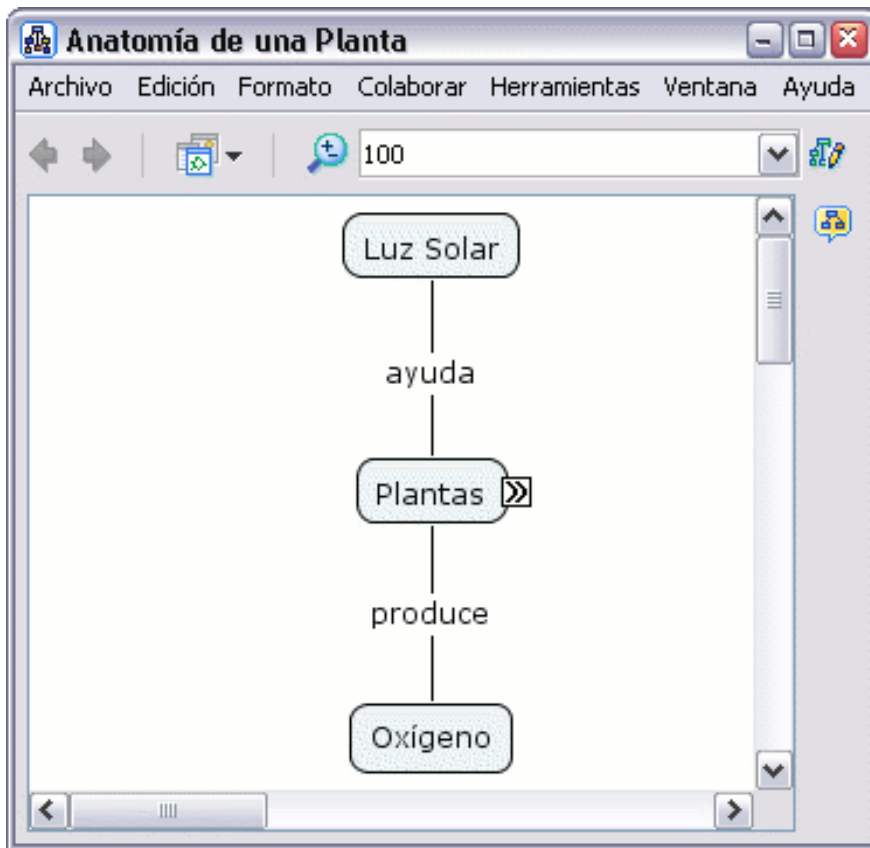 Anatomía de una Planta
Archivo Edición Formato Colaborar Herramientas Ventana Ayuda
100
Luz Solar
ayuda
Plantas
produce
Oxígeno